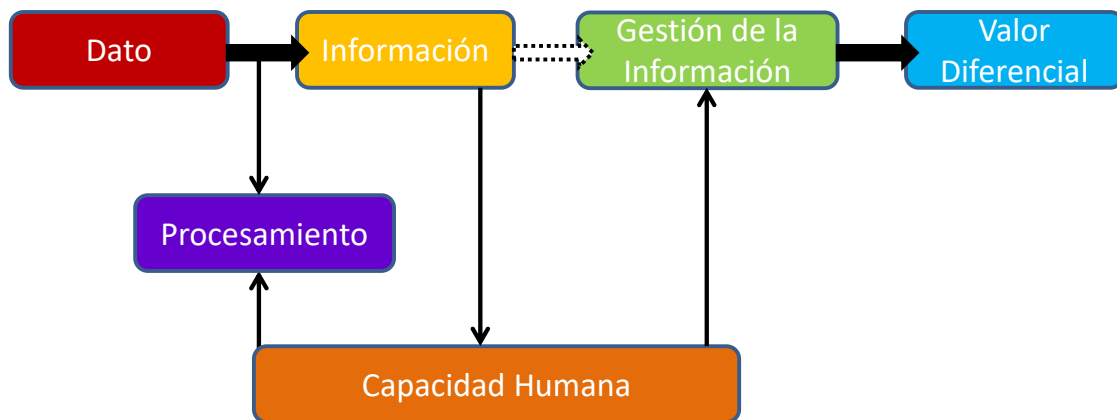 Dato
Información
Gestión de la
Información
Valor
Diferencial
Procesamiento
Capacidad Humana